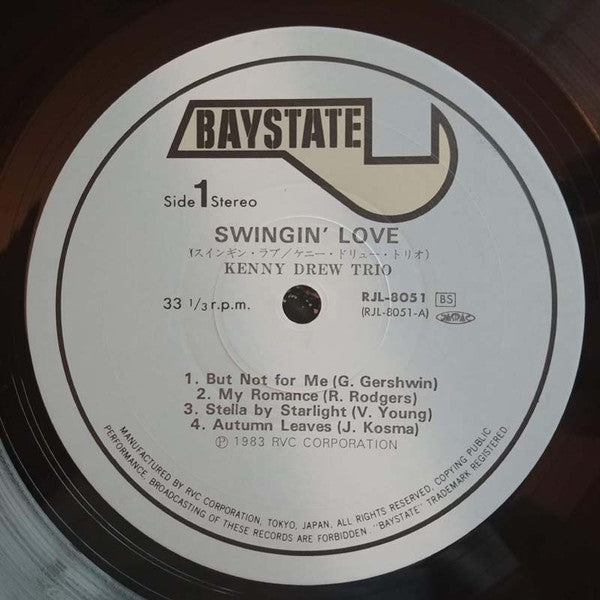 BAYSTATE
Side 1 Stereo
SWINGIN' LOVE
(スインギン・ラブ/ケニー・ドリュー・トリオ)
KENNY DREW TRIO
33 1/3 r.p.m.
RJL-8051 BS
(RJL-8051-A)
1. But Not for Me (G. Gershwin)
2. My Romance (R. Rodgers)
3. Stella by Starlight (V. Young)
4. Autumn Leaves (J. Kosma)
Ⓟ 1983 RVC CORPORATION
MANUFACTURED BY RVC CORPORATION, TOKYO, JAPAN, ALL RIGHTS RESERVED, COPYING PUBLIC
PERFORMANCE, BROADCASTING OF THESE RECORDS ARE FORBIDDEN. "BAYSTATE" TRADEMARK REGISTERED.